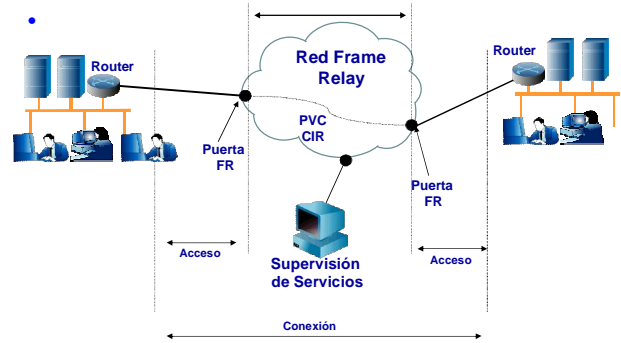 Router
Red Frame
Relay
Router
PVC
CIR
Puerta
FR
Puerta
FR
Acceso
Supervisión
de Servicios
Acceso
Conexión